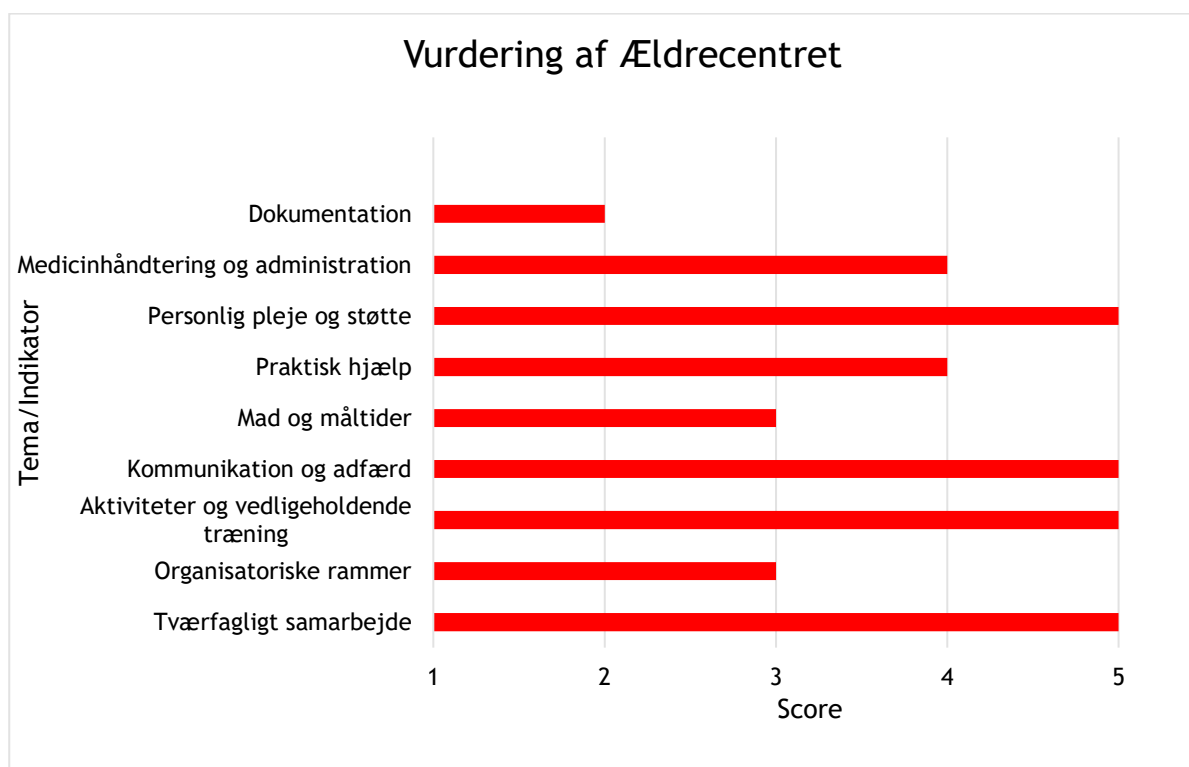 Vurdering af Ældrecentret
Tema/Indikator
Dokumentation
Medicinhåndtering og administration
Personlig pleje og støtte
Praktisk hjælp
Mad og måltider
Kommunikation og adfærd
Aktiviteter og vedligeholdende
træning
Organisatoriske rammer
Tværfagligt samarbejde
1 2 3 4 5
Score